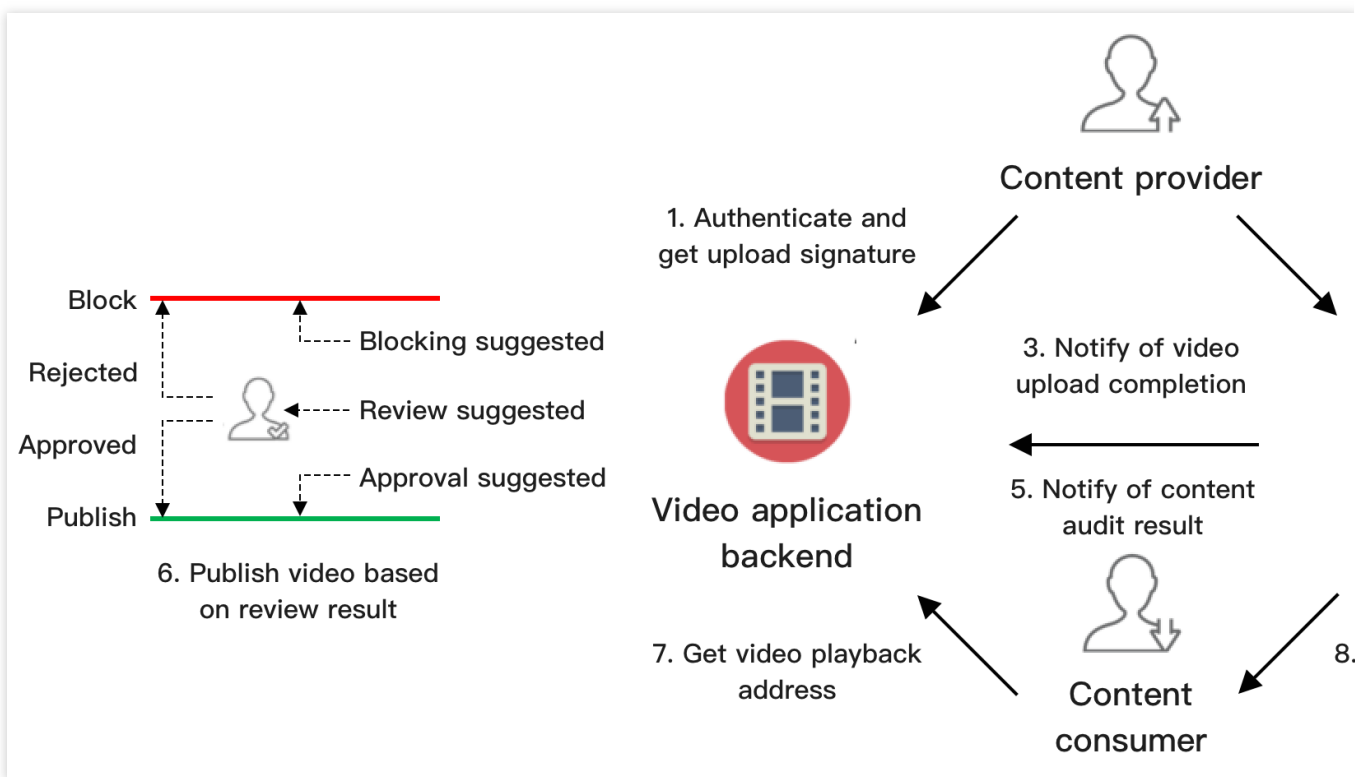 Content provider
1. Authenticate and
get upload signature
Block
Blocking suggested
Rejected
3. Notify of video
upload completion
Review suggested
Approved
Approval suggested
5. Notify of content
audit result
Publish
Video application
backend
6. Publish video based
on review result
7. Get video playback
address
8.
Content
consumer